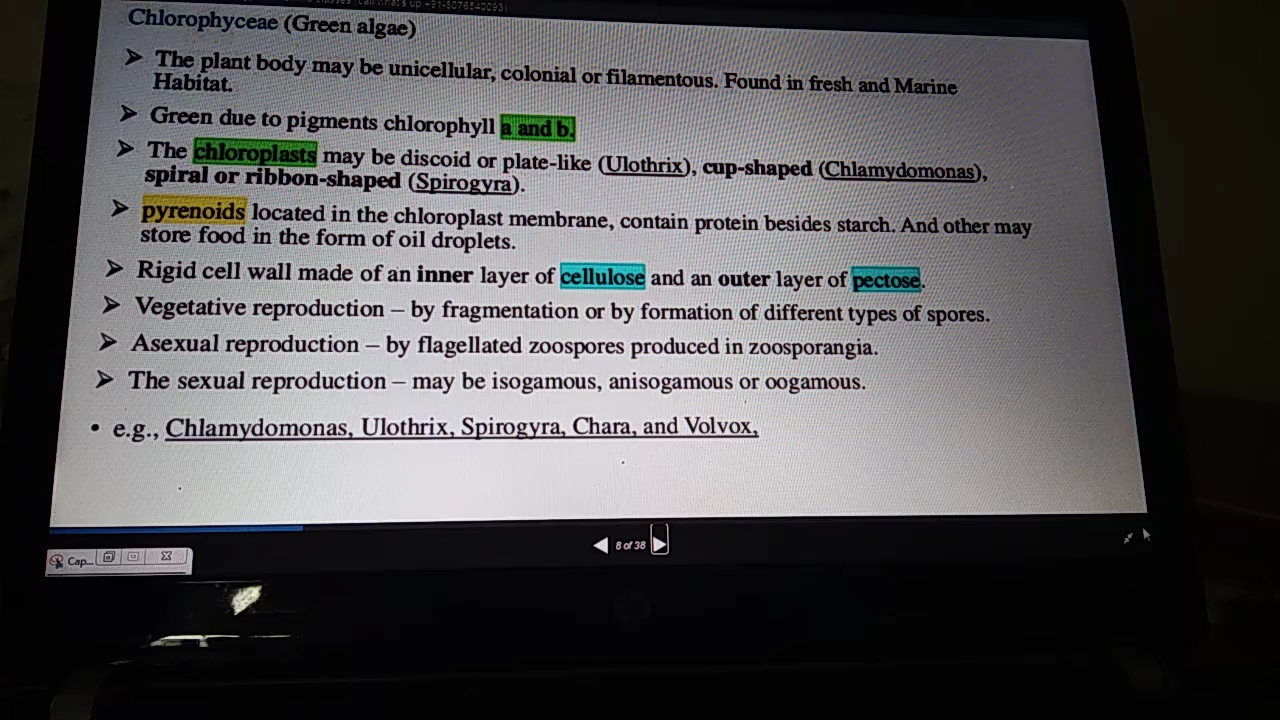 Chlorophyceae (Green algae)
➤ The plant body may be unicellular, colonial or filamentous. Found in fresh and Marine
Habitat.
➤ Green due to pigments chlorophyll a and b.
➤ The chloroplasts may be discoid or plate-like (Ulothrix), cup-shaped (Chlamydomonas),
spiral or ribbon-shaped (Spirogyra).
➤ pyrenoids located in the chloroplast membrane, contain protein besides starch. And other may
store food in the form of oil droplets.
➤ Rigid cell wall made of an inner layer of cellulose and an outer layer of pectose.
➤ Vegetative reproduction – by fragmentation or by formation of different types of spores.
➤ Asexual reproduction – by flagellated zoospores produced in zoosporangia.
➤ The sexual reproduction – may be isogamous, anisogamous or oogamous.
• e.g., Chlamydomonas, Ulothrix, Spirogyra, Chara, and Volvox,
8 of 38
Cap...